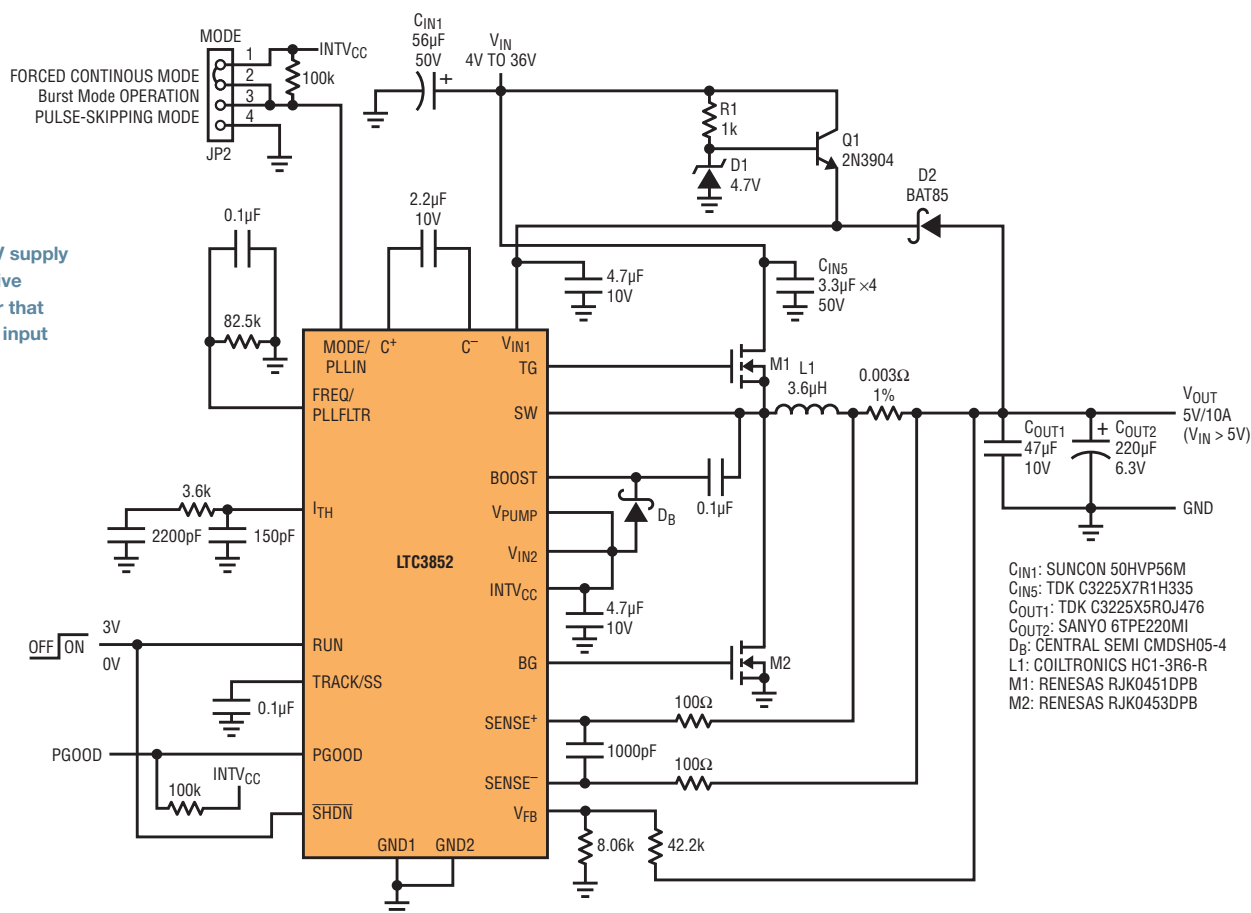 MODE
1
2
3
4
JP2
FORCED CONTINOUS MODE
Burst Mode OPERATION
PULSE-SKIPPING MODE
INTVCC
100k
CIN1
56µF
50V
+
VIN
4V TO 36V
R1
1k
D1
4.7V
Q1
2N3904
D2
BAT85
V supply
ive
r that
input
0.1µF
82.5k
2.2µF
10V
4.7µF
10V
CIN5
3.3µF ×4
50V
MODE/
PLLIN
C+
C−
VIN1
TG
FREQ/
PLLFLTR
SW
BOOST
ITH
VPUMP
VIN2
LTC3852
INTVCC
RUN
BG
TRACK/SS
SENSE+
PGOOD
SENSE−
SHDN
VFB
GND1
GND2
M1
L1
3.6µH
0.003Ω
1%
VOUT
5V/10A
(VIN > 5V)
COUT1
47µF
10V
+
COUT2
220µF
6.3V
GND
DB
0.1µF
3.6k
2200pF
150pF
4.7µF
10V
OFF
ON
3V
0V
0.1µF
PGOOD
100k
INTVCC
M2
100Ω
1000pF
100Ω
8.06k
42.2k
CIN1: SUNCON 50HVP56M
CIN5: TDK C3225X7R1H335
COUT1: TDK C3225X5ROJ476
COUT2: SANYO 6TPE220MI
DB: CENTRAL SEMI CMDSH05-4
L1: COILTRONICS HC1-3R6-R
M1: RENESAS RJK0451DPB
M2: RENESAS RJK0453DPB